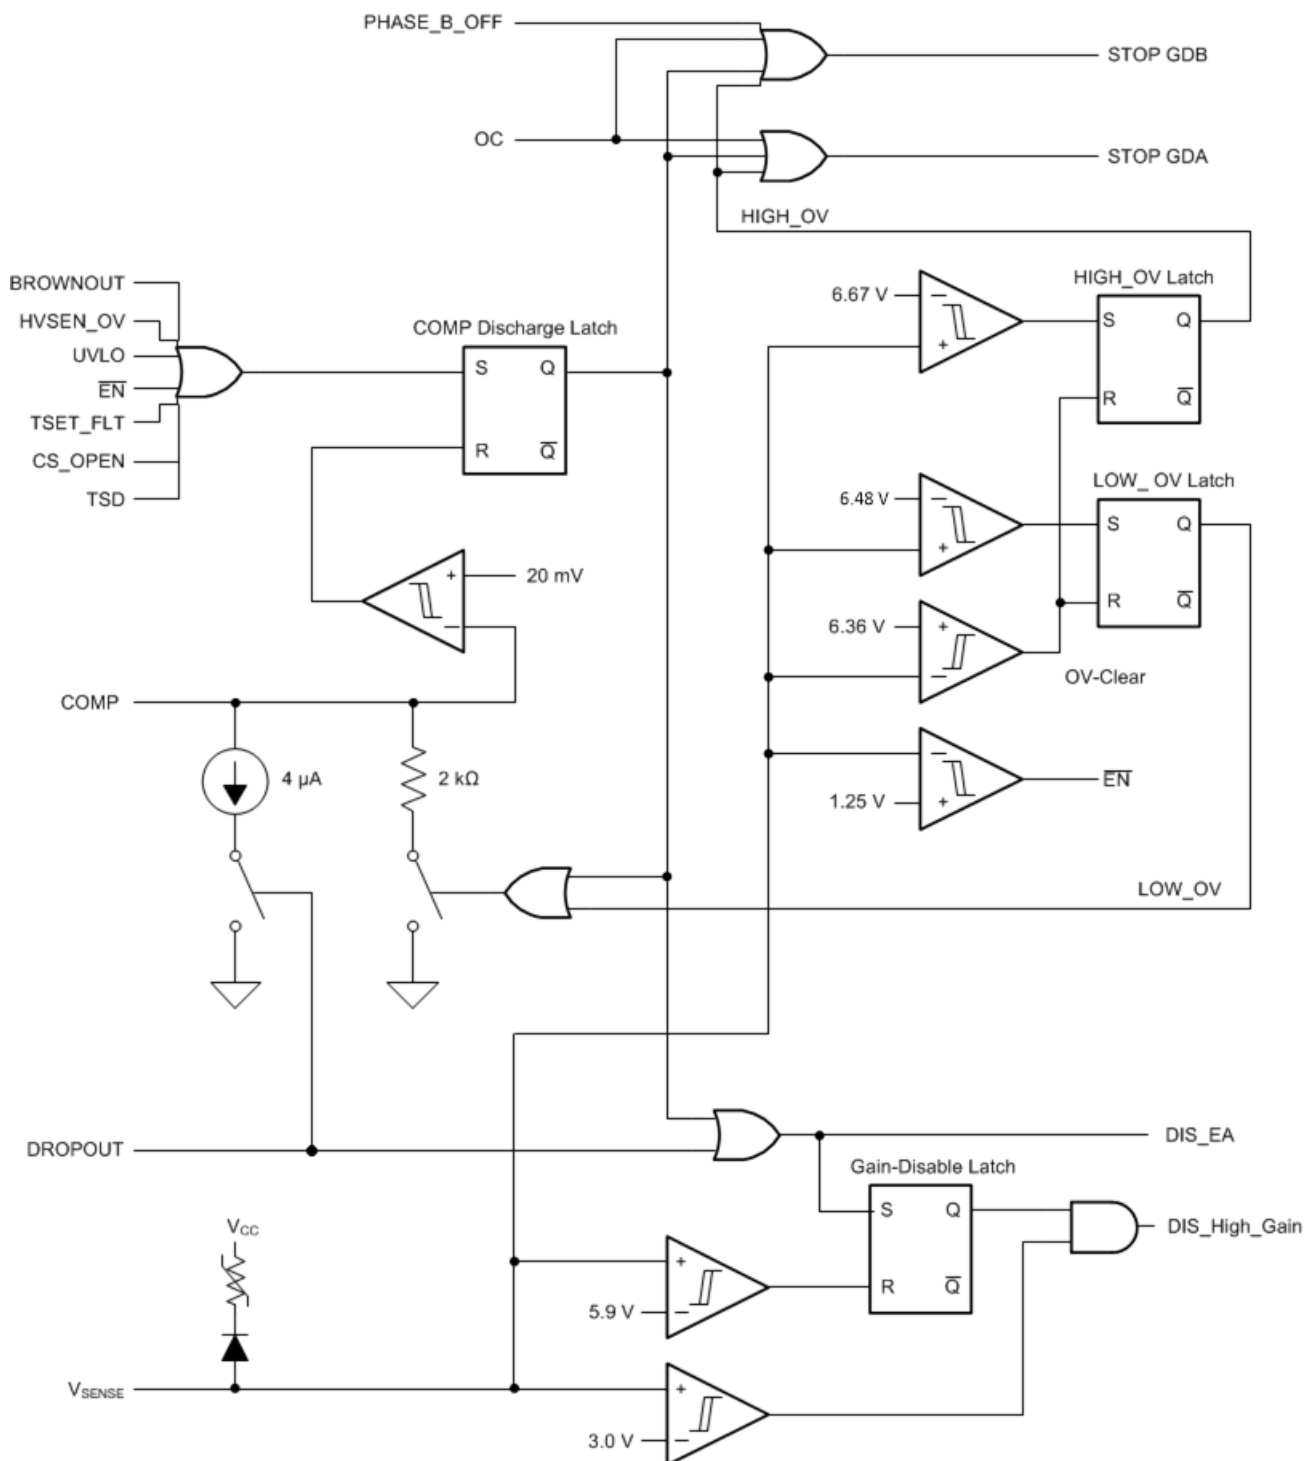 PHASE_B_OFF
STOP GDB
OC
STOP GDA
HIGH_OV
BROWNOUT
HVSEN_OV
UVLO
E̅N̅
TSET_FLT
CS_OPEN
TSD
COMP Discharge Latch
S Q
R Q̅
+ 20 mV
−
6.67 V −
+
HIGH_OV Latch
S Q
R Q̅
6.48 V −
+
LOW_ OV Latch
S Q
R Q̅
6.36 V +
−
OV-Clear
−
1.25 V +
E̅N̅
COMP
4 µA
2 kΩ
LOW_OV
DROPOUT
DIS_EA
Gain-Disable Latch
S Q
R Q̅
DIS_High_Gain
VCC
+
5.9 V −
VSENSE
+
3.0 V −